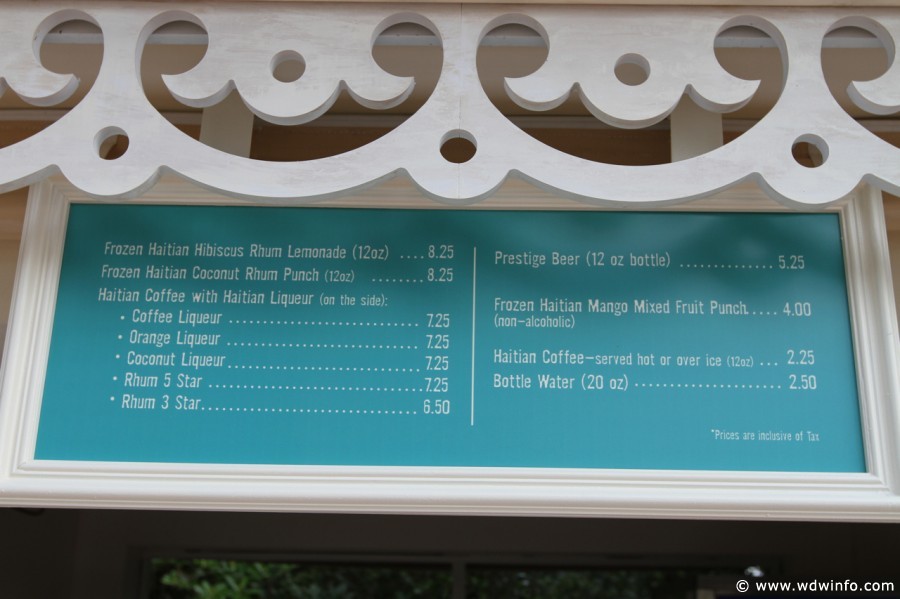 Frozen Haitian Hibiscus Rhum Lemonade (12oz) ....8.25
Frozen Haitian Coconut Rhum Punch (12oz) ........8.25
Haitian Coffee with Haitian Liqueur (on the side):
• Coffee Liqueur ............................ 7.25
• Orange Liqueur ............................ 7.25
• Coconut Liqueur............................ 7.25
• Rhum 5 Star ...............................7.25
• Rhum 3 Star............................... 6.50
Prestige Beer (12 oz bottle) .............. 5.25
Frozen Haitian Mango Mixed Fruit Punch..... 4.00
(non-alcoholic)
Haitian Coffee-served hot or over ice (12oz) ... 2.25
Bottle Water (20 oz) ...................... 2.50
*Prices are inclusive of Tax
© www.wdwinfo.com